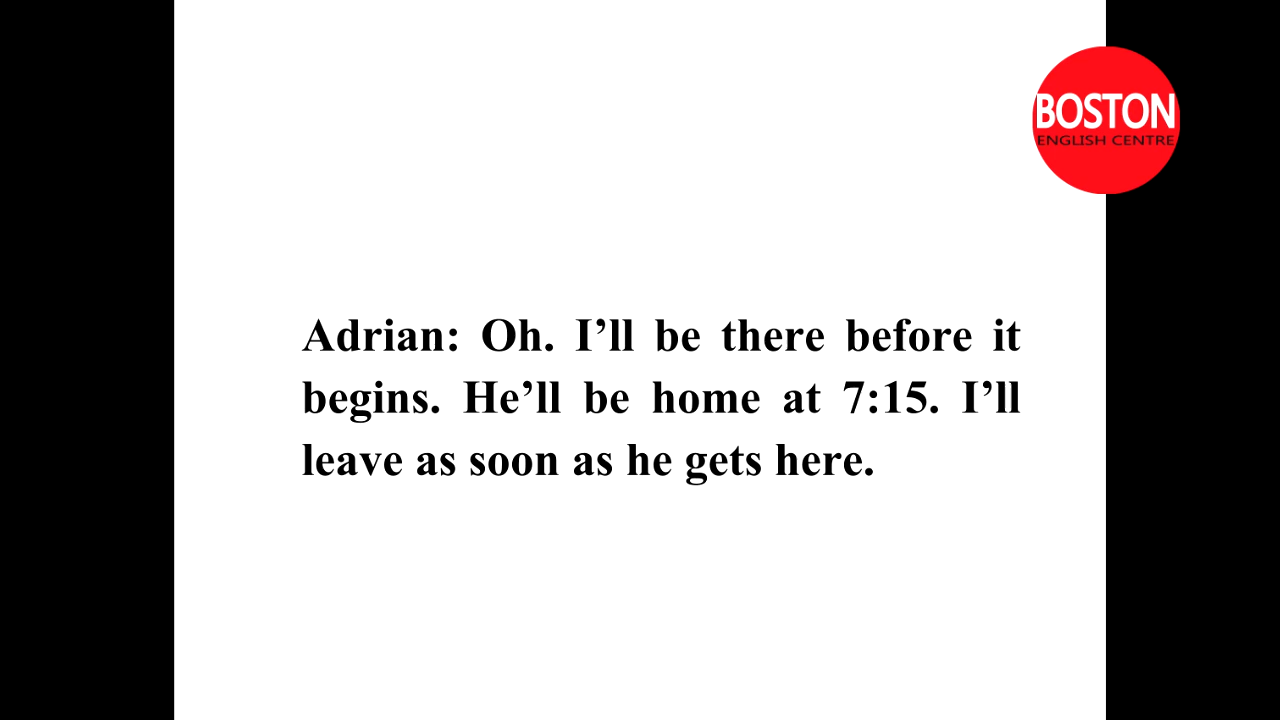 BOSTON
ENGLISH CENTRE
Adrian: Oh. I’ll be there before it
begins. He’ll be home at 7:15. I’ll
leave as soon as he gets here.